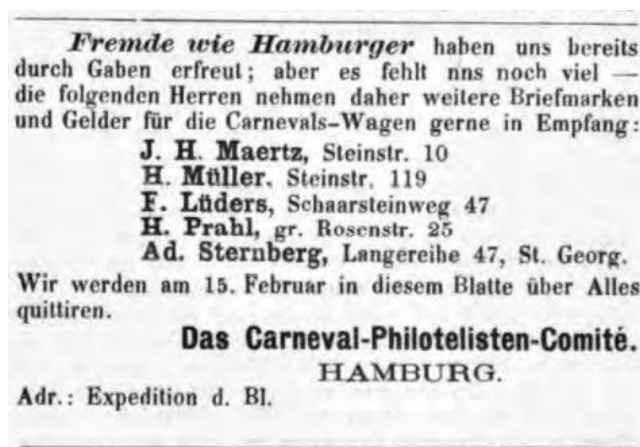 Fremde wie Hamburger haben uns bereits
durch Gaben erfreut; aber es fehlt nns noch viel —
die folgenden Herren nehmen daher weitere Briefmarken
und Gelder für die Carnevals-Wagen gerne in Empfang:
J. H. Maertz, Steinstr. 10
H. Müller, Steinstr. 119
F. Lüders, Schaarsteinweg 47
H. Prahl, gr. Rosenstr. 25
Ad. Sternberg, Langereihe 47, St. Georg.
Wir werden am 15. Februar in diesem Blatte über Alles
quittiren.
Das Carneval-Philotelisten-Comité.
HAMBURG.
Adr.: Expedition d. Bl.